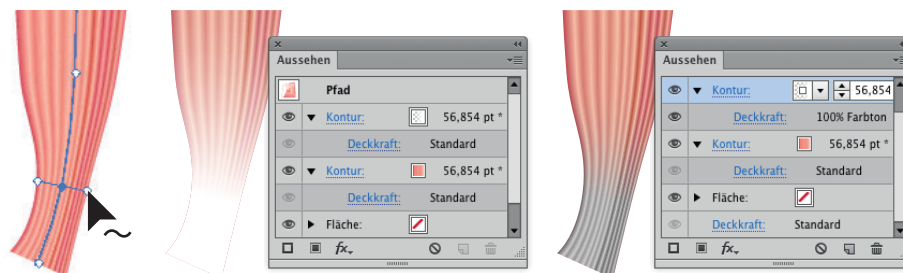 Aussehen
Pfad
Kontur: 56,854 pt *
Deckkraft: Standard
Kontur: 56,854 pt *
Deckkraft: Standard
Fläche:
fx
Aussehen
Kontur: 56,854
Deckkraft: 100% Farbton
Kontur: 56,854 pt *
Deckkraft: Standard
Fläche:
Deckkraft: Standard
fx